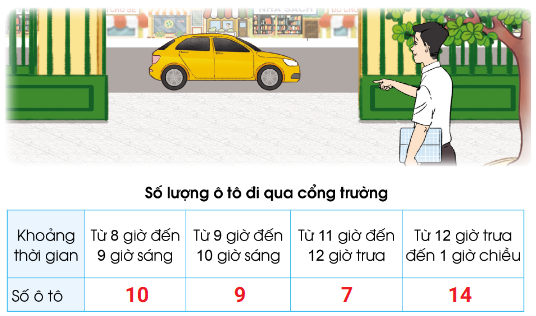 NHÀ SÁCH
Số lượng ô tô đi qua cổng trường
Khoảng thời gian
Từ 8 giờ đến 9 giờ sáng
Từ 9 giờ đến 10 giờ sáng
Từ 11 giờ đến 12 giờ trưa
Từ 12 giờ trưa đến 1 giờ chiều
Số ô tô
10
9
7
14